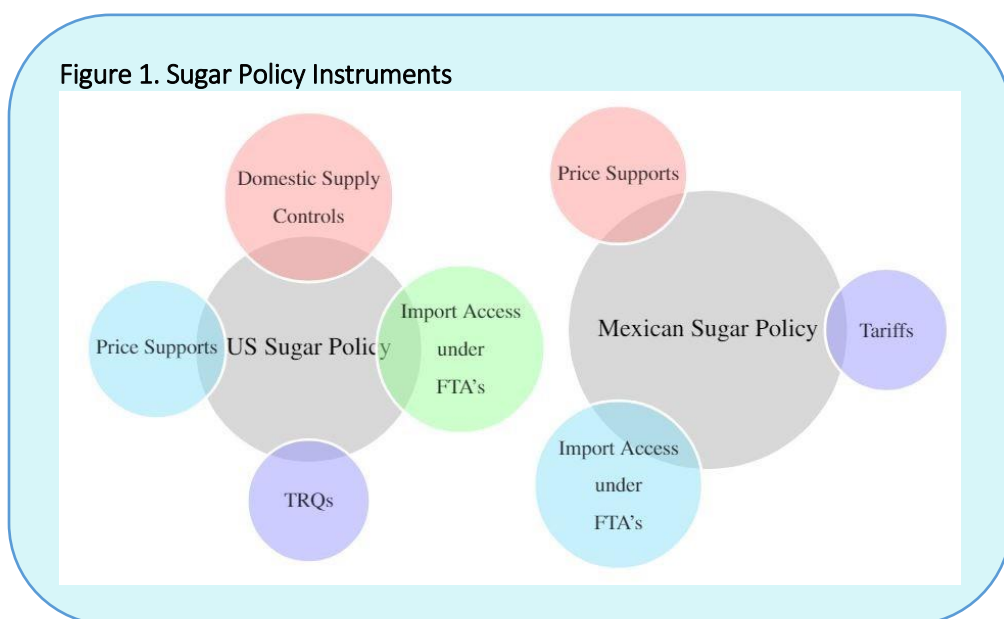 Figure 1. Sugar Policy Instruments
Domestic Supply
Controls
Price Supports
US Sugar Policy
Import Access
under
FTA's
TRQs
Price Supports
Mexican Sugar Policy
Tariffs
Import Access
under
FTA's